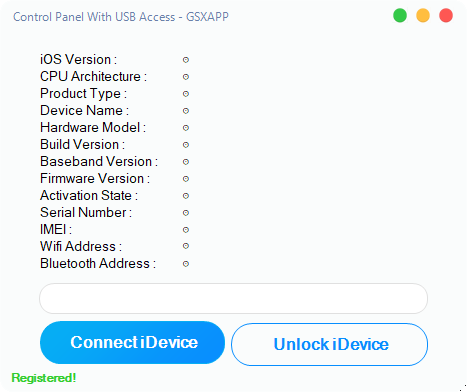 Control Panel With USB Access - GSXAPP
iOS Version :
CPU Architecture :
Product Type :
Device Name :
Hardware Model :
Build Version :
Baseband Version :
Firmware Version :
Activation State :
Serial Number :
IMEI :
Wifi Address :
Bluetooth Address :
Connect iDevice
Unlock iDevice
Registered!